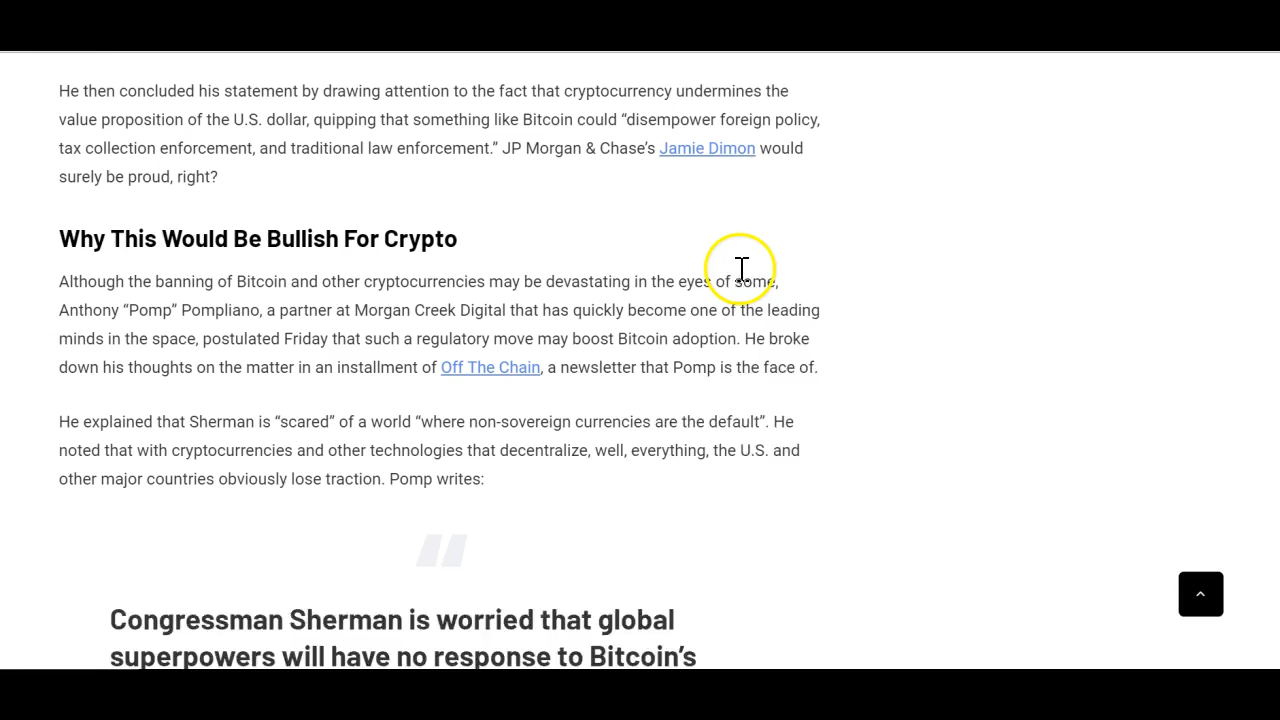 He then concluded his statement by drawing attention to the fact that cryptocurrency undermines the
value proposition of the U.S. dollar, quipping that something like Bitcoin could “disempower foreign policy,
tax collection enforcement, and traditional law enforcement.” JP Morgan & Chase’s Jamie Dimon would
surely be proud, right?
Why This Would Be Bullish For Crypto
Although the banning of Bitcoin and other cryptocurrencies may be devastating in the eyes of some,
Anthony “Pomp” Pompliano, a partner at Morgan Creek Digital that has quickly become one of the leading
minds in the space, postulated Friday that such a regulatory move may boost Bitcoin adoption. He broke
down his thoughts on the matter in an installment of Off The Chain, a newsletter that Pomp is the face of.
He explained that Sherman is “scared” of a world “where non-sovereign currencies are the default”. He
noted that with cryptocurrencies and other technologies that decentralize, well, everything, the U.S. and
other major countries obviously lose traction. Pomp writes:
Congressman Sherman is worried that global
superpowers will have no response to Bitcoin’s